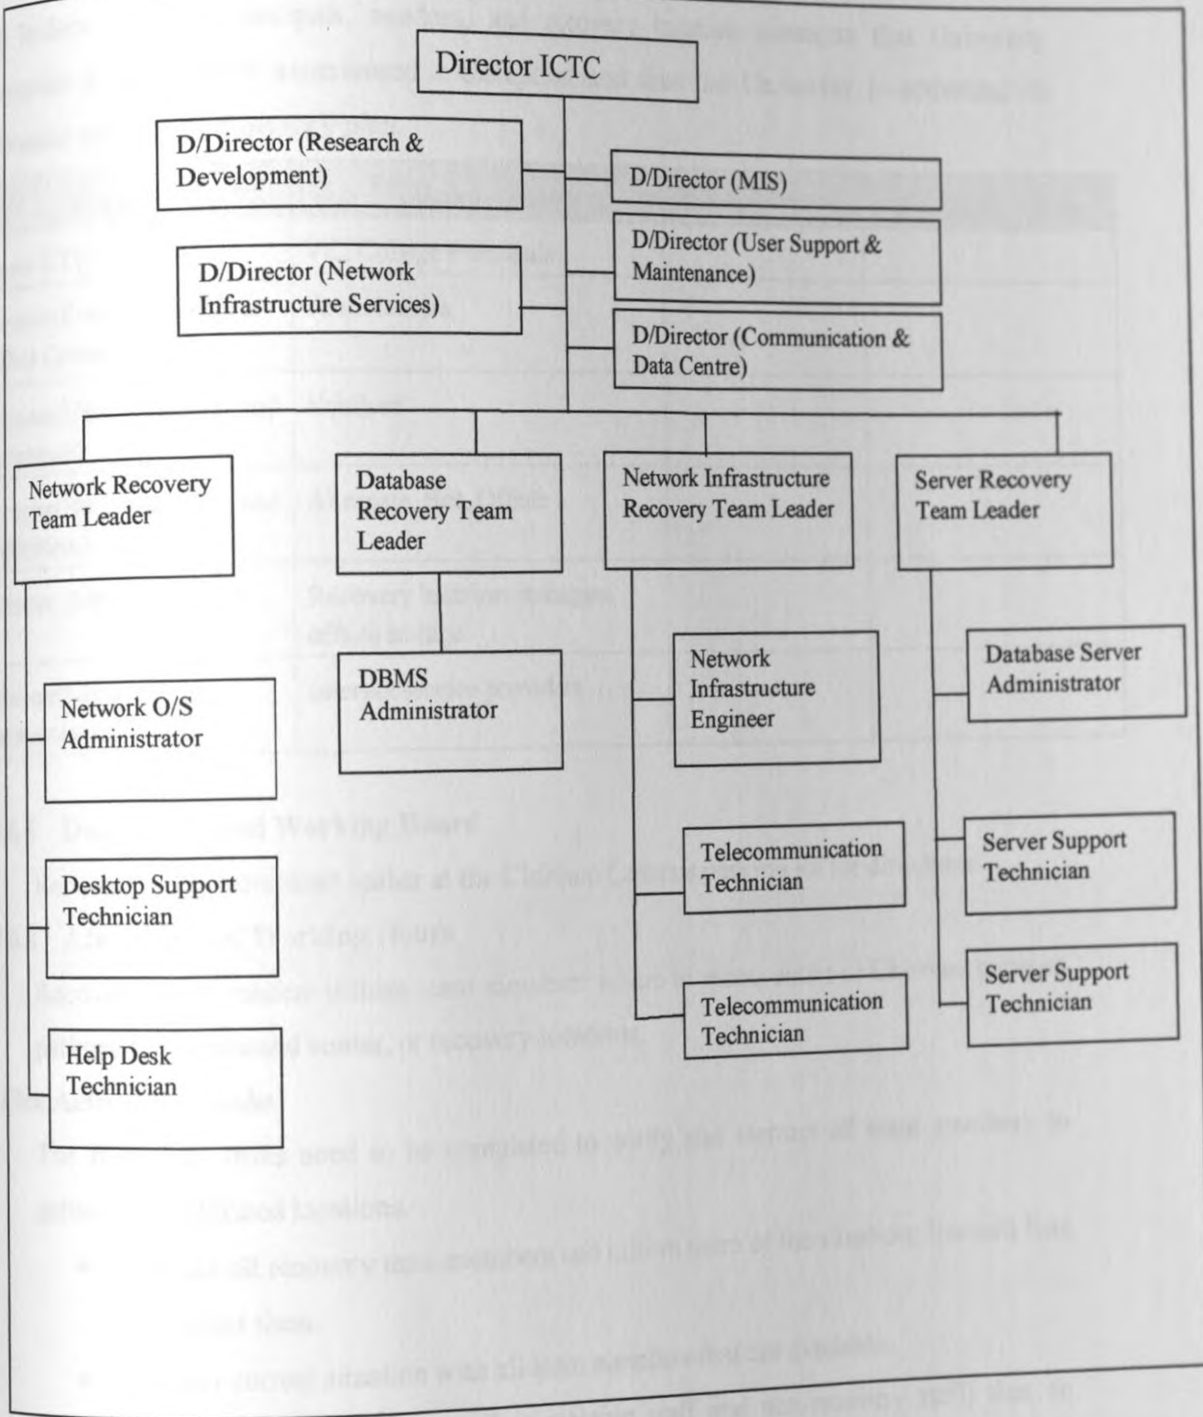 Director ICTC
D/Director (Research &
Development)
D/Director (MIS)
D/Director (Network
Infrastructure Services)
D/Director (User Support &
Maintenance)
D/Director (Communication &
Data Centre)
Network Recovery
Team Leader
Database
Recovery Team
Leader
Network Infrastructure
Recovery Team Leader
Server Recovery
Team Leader
Network O/S
Administrator
Desktop Support
Technician
Help Desk
Technician
DBMS
Administrator
Network
Infrastructure
Engineer
Telecommunication
Technician
Telecommunication
Technician
Database Server
Administrator
Server Support
Technician
Server Support
Technician